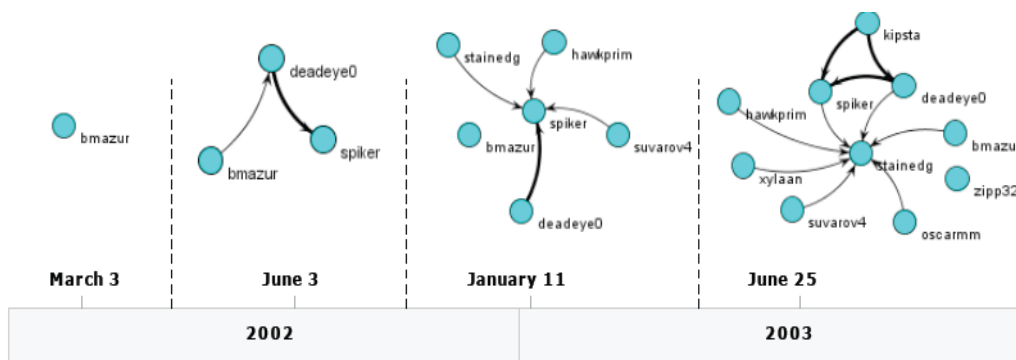 bmazur
deadeye0
bmazur
spiker
stainedg
hawkprim
spiker
bmazur
suvarov4
deadeye0
kipsta
spiker
deadeye0
hawkprim
bmazu
stainedg
xylaan
zipp32
suvarov4
oscarmm
March 3
June 3
January 11
June 25
2002
2003